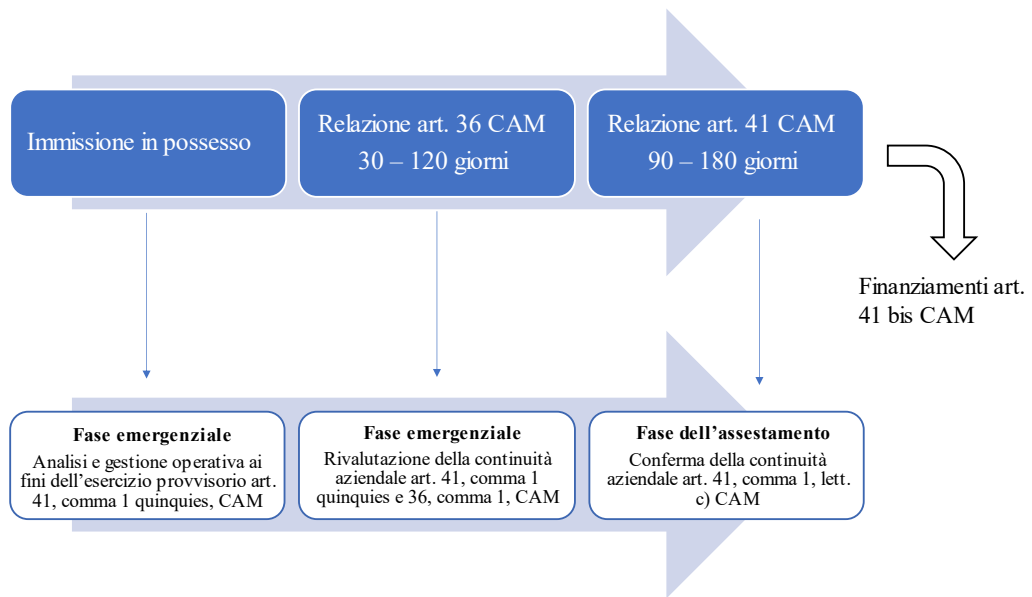 Immissione in possesso
Relazione art. 36 CAM
30 – 120 giorni
Relazione art. 41 CAM
90 – 180 giorni
Finanziamenti art.
41 bis CAM
Fase emergenziale
Analisi e gestione operativa ai
fini dell’esercizio provvisorio art.
41, comma 1 quinquies, CAM
Fase emergenziale
Rivalutazione della continuità
aziendale art. 41, comma 1
quinquies e 36, comma 1, CAM
Fase dell’assestamento
Conferma della continuità
aziendale art. 41, comma 1, lett.
c) CAM